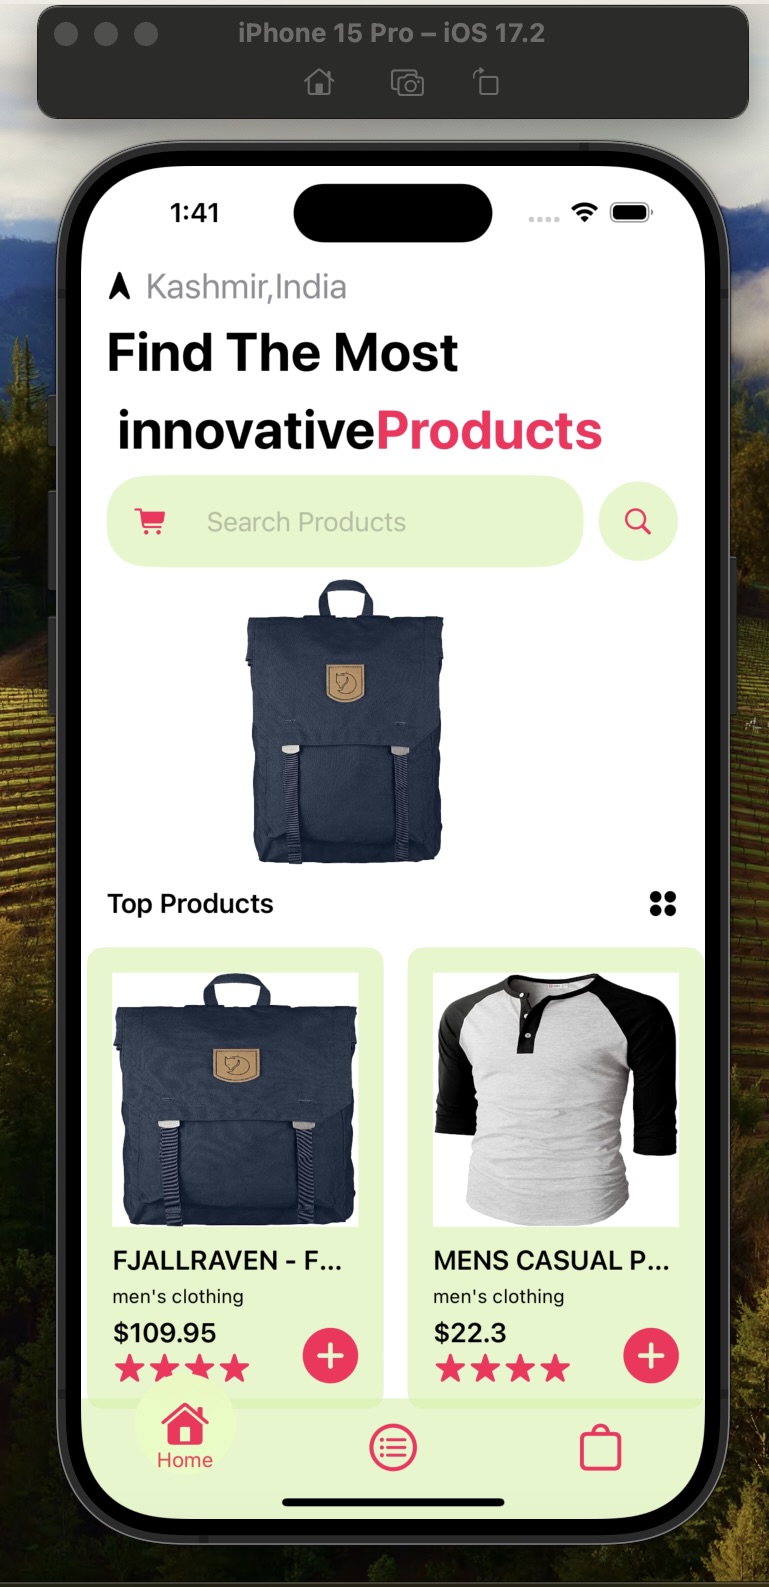 iPhone 15 Pro – iOS 17.2
1:41
Kashmir,India
Find The Most
innovativeProducts
Search Products
Top Products
FJALLRAVEN - F...
men's clothing
$109.95
MENS CASUAL P...
men's clothing
$22.3
Home